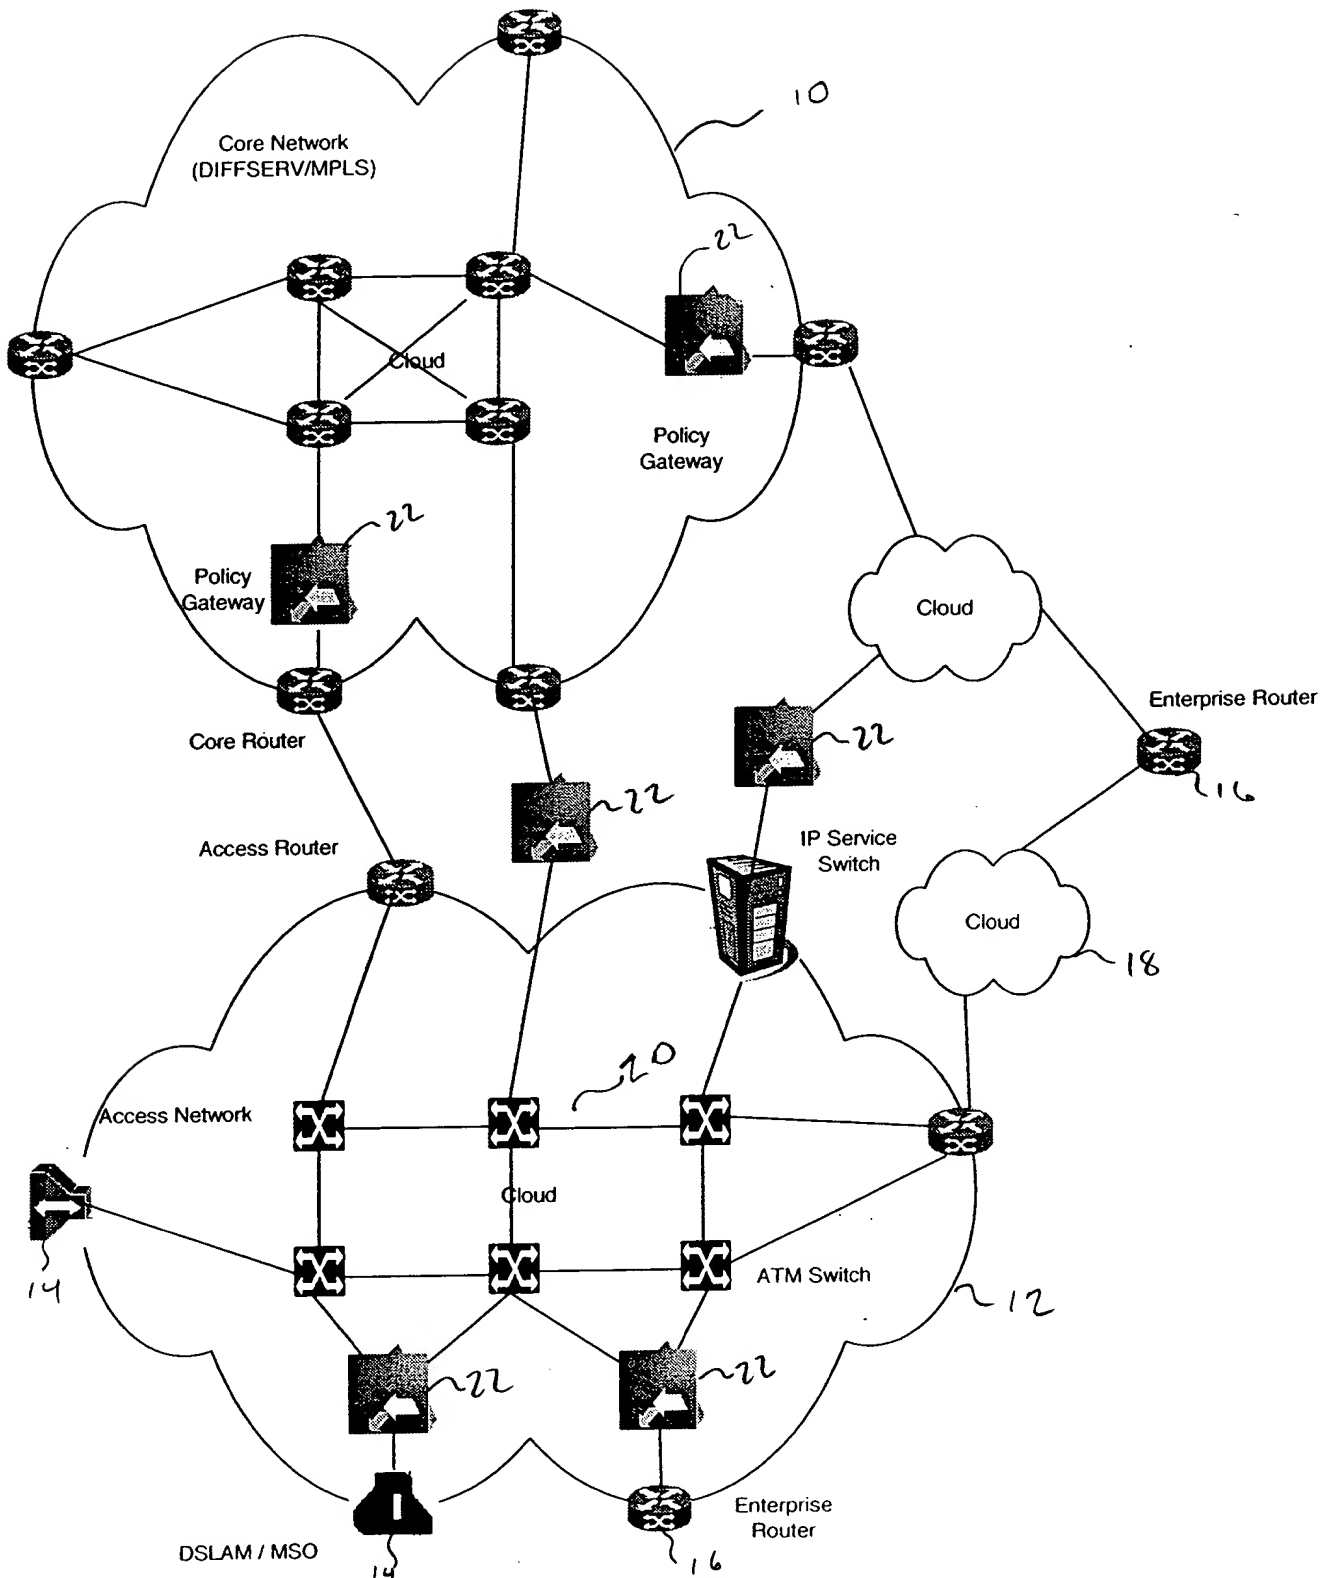 10
Core Network
(DIFFSERV/MPLS)
22
Cloud
Policy
Gateway
22
Policy
Gateway
Cloud
Enterprise Router
Core Router
22
16
22
IP Service
Switch
Access Router
Cloud
18
20
Access Network
Cloud
ATM Switch
14
12
22
22
Enterprise
Router
DSLAM / MSO
14
16